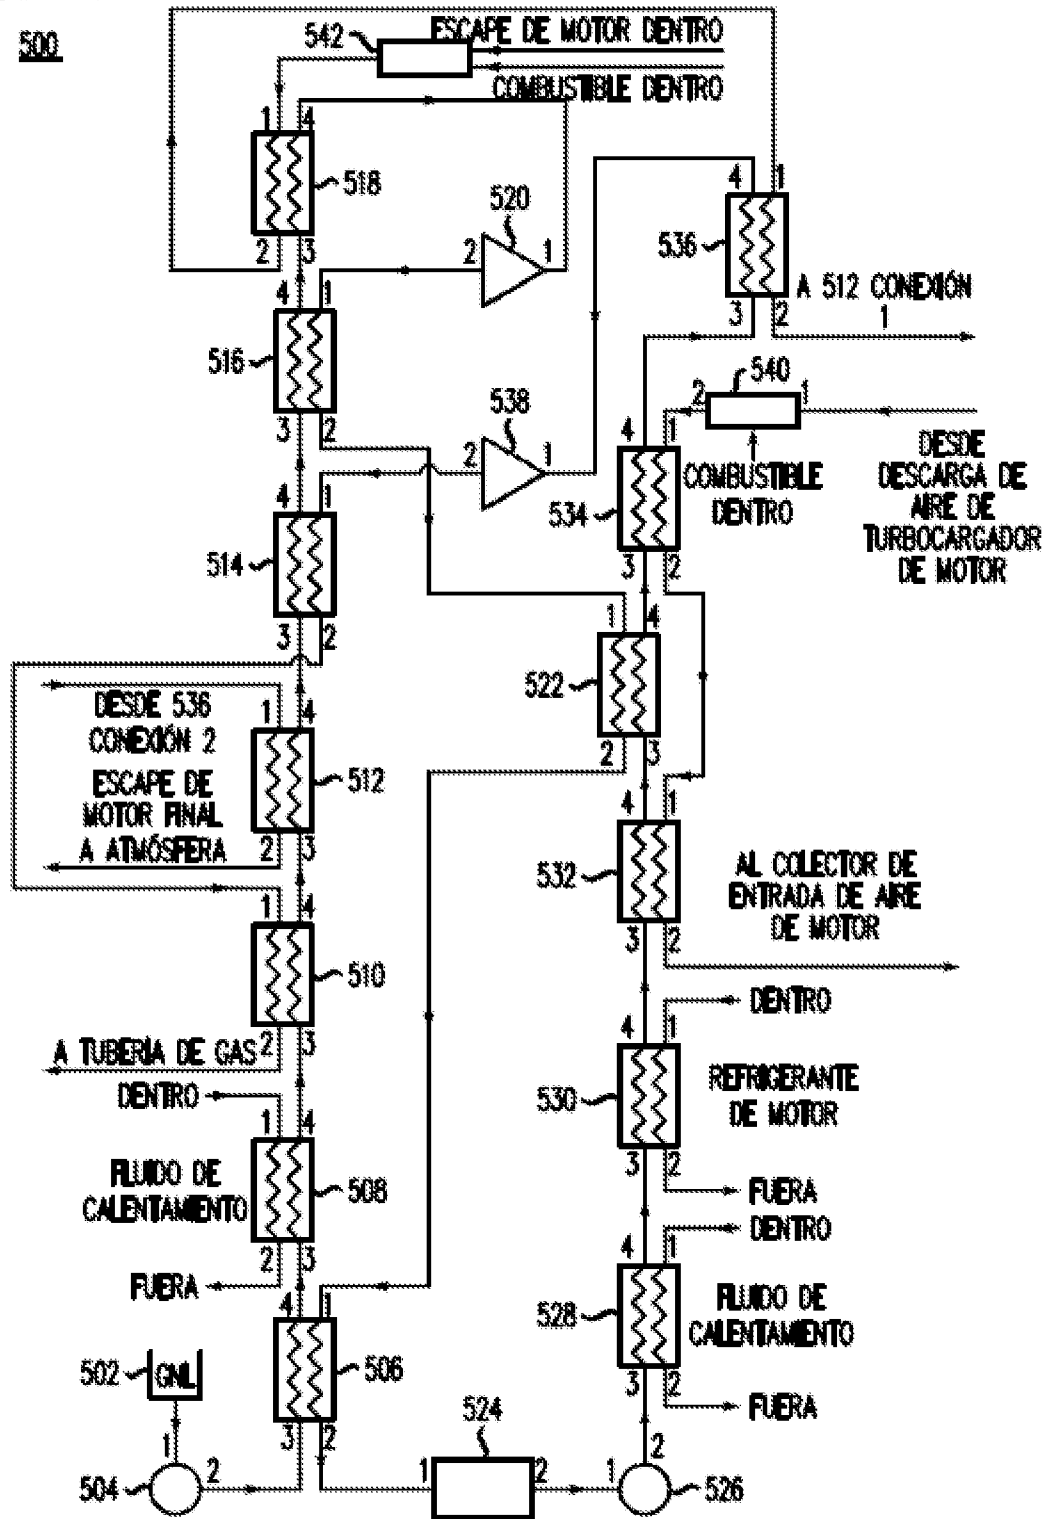 500
542
ESCAPE DE MOTOR DENTRO
COMBUSTIBLE DENTRO
1 4
518
2 3
520
2 1
4 1
536
3 2
A 512 CONEXIÓN
1
4 1
516
3 2
538
2 1
540
2 1
COMBUSTIBLE
DENTRO
DESDE
DESCARGA DE
AIRE DE
TURBOCARGADOR
DE MOTOR
4 1
534
3 2
4 1
514
3 2
1 4
522
2 3
DESDE 536
CONEXIÓN 2
1 4
512
ESCAPE DE
MOTOR FINAL
A ATMÓSFERA
2 3
4 1
532
3 2
AL COLECTOR DE
ENTRADA DE AIRE
DE MOTOR
1 4
510
2 3
A TUBERÍA DE GAS
DENTRO
4 1
530
3 2
REFRIGERANTE
DE MOTOR
FUERA
DENTRO
1 4
508
2 3
FLUIDO DE
CALENTAMIENTO
FUERA
DENTRO
4 1
528
3 2
FLUIDO DE
CALENTAMIENTO
FUERA
4 1
506
3 2
502
GNL
1
504
2
524
1 2
1
526
2